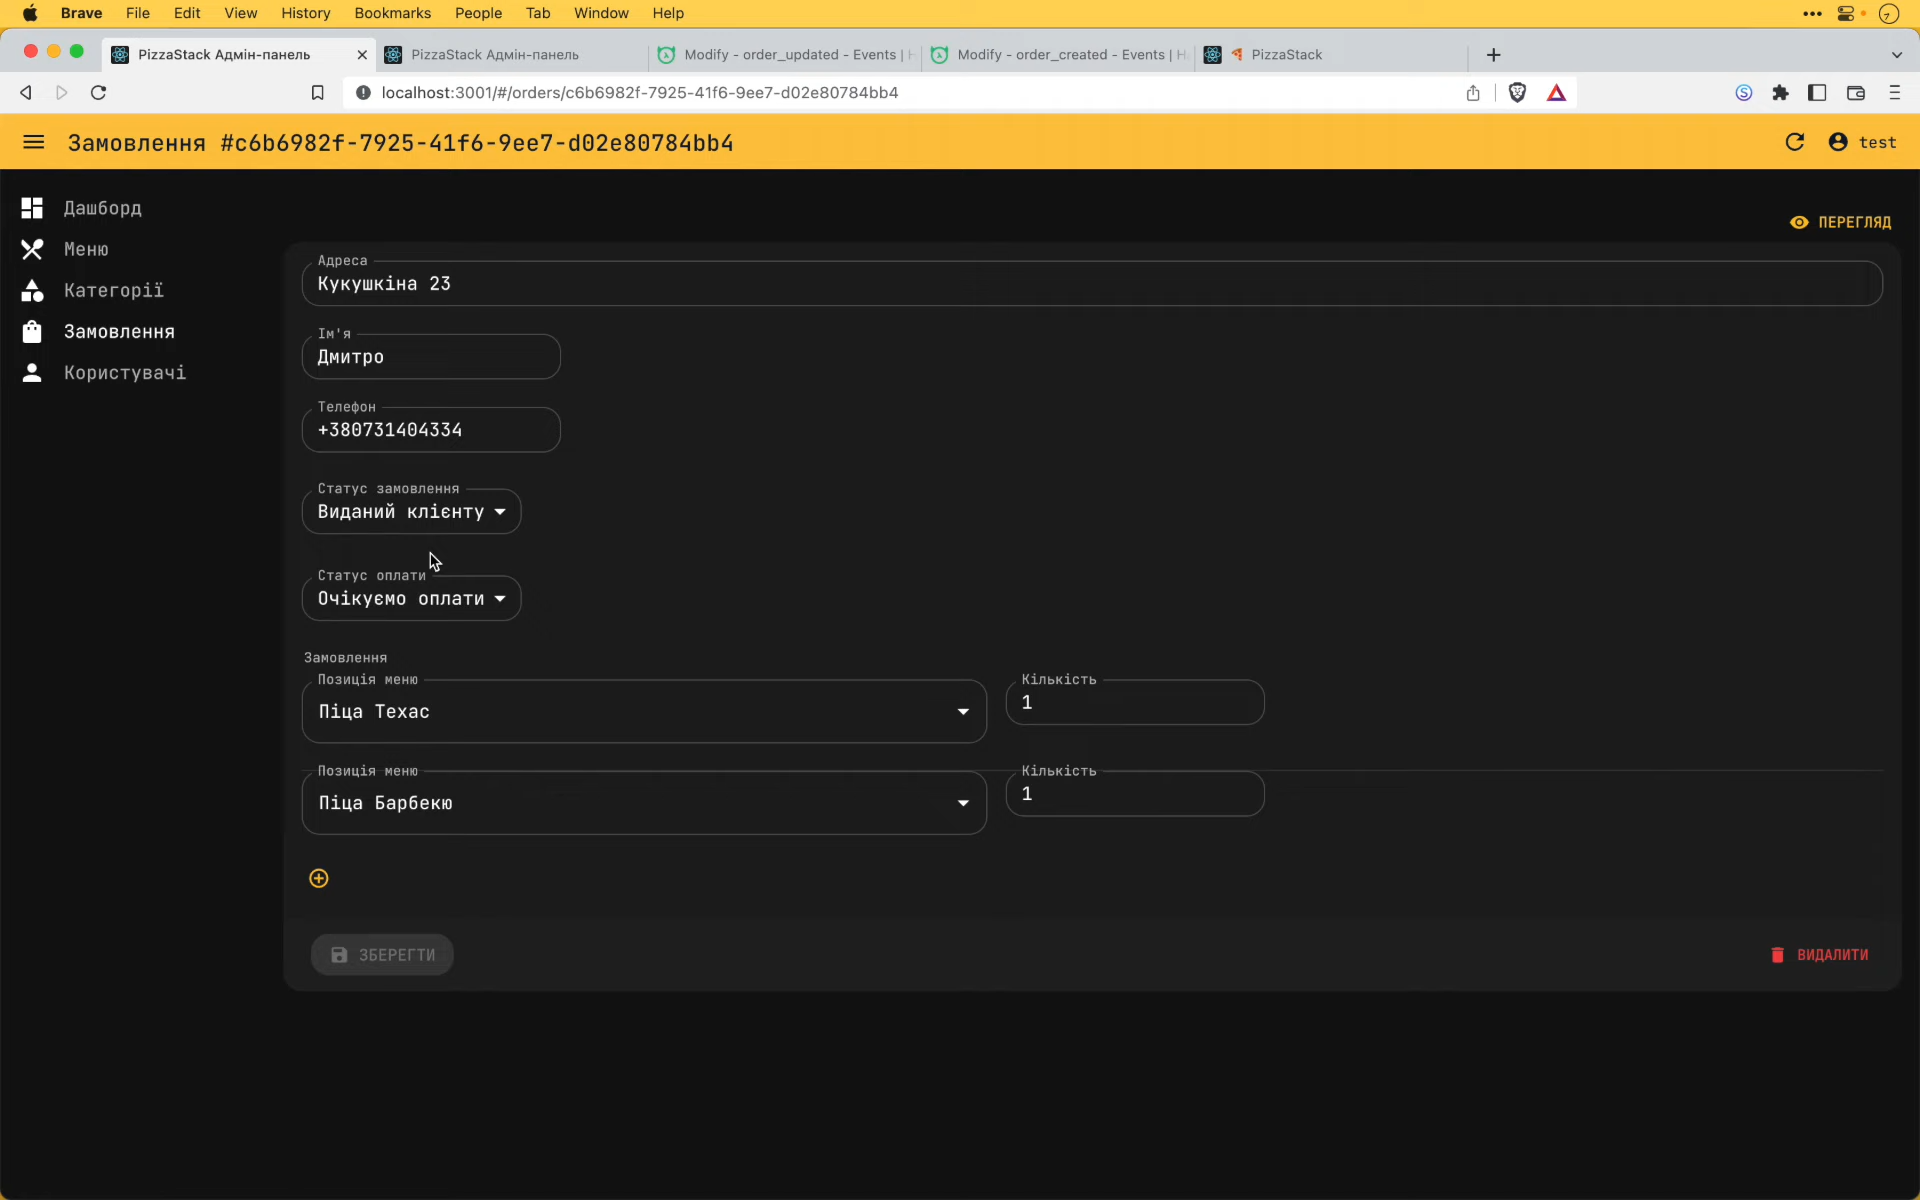 Brave File Edit View History Bookmarks People Tab Window Help
PizzaStack Адмін-панель
PizzaStack Адмін-панель
Modify - order_updated - Events | H
Modify - order_created - Events | H
PizzaStack
localhost:3001/#/orders/c6b6982f-7925-41f6-9ee7-d02e80784bb4
Замовлення #c6b6982f-7925-41f6-9ee7-d02e80784bb4
test
Дашборд
Меню
Категорії
Замовлення
Користувачі
ПЕРЕГЛЯД
Адреса
Кукушкіна 23
Ім'я
Дмитро
Телефон
+380731404334
Статус замовлення
Виданий клієнту
Статус оплати
Очікуємо оплати
Замовлення
Позиція меню
Піца Техас
Кількість
1
Позиція меню
Піца Барбекю
Кількість
1
ЗБЕРЕГТИ
ВИДАЛИТИ